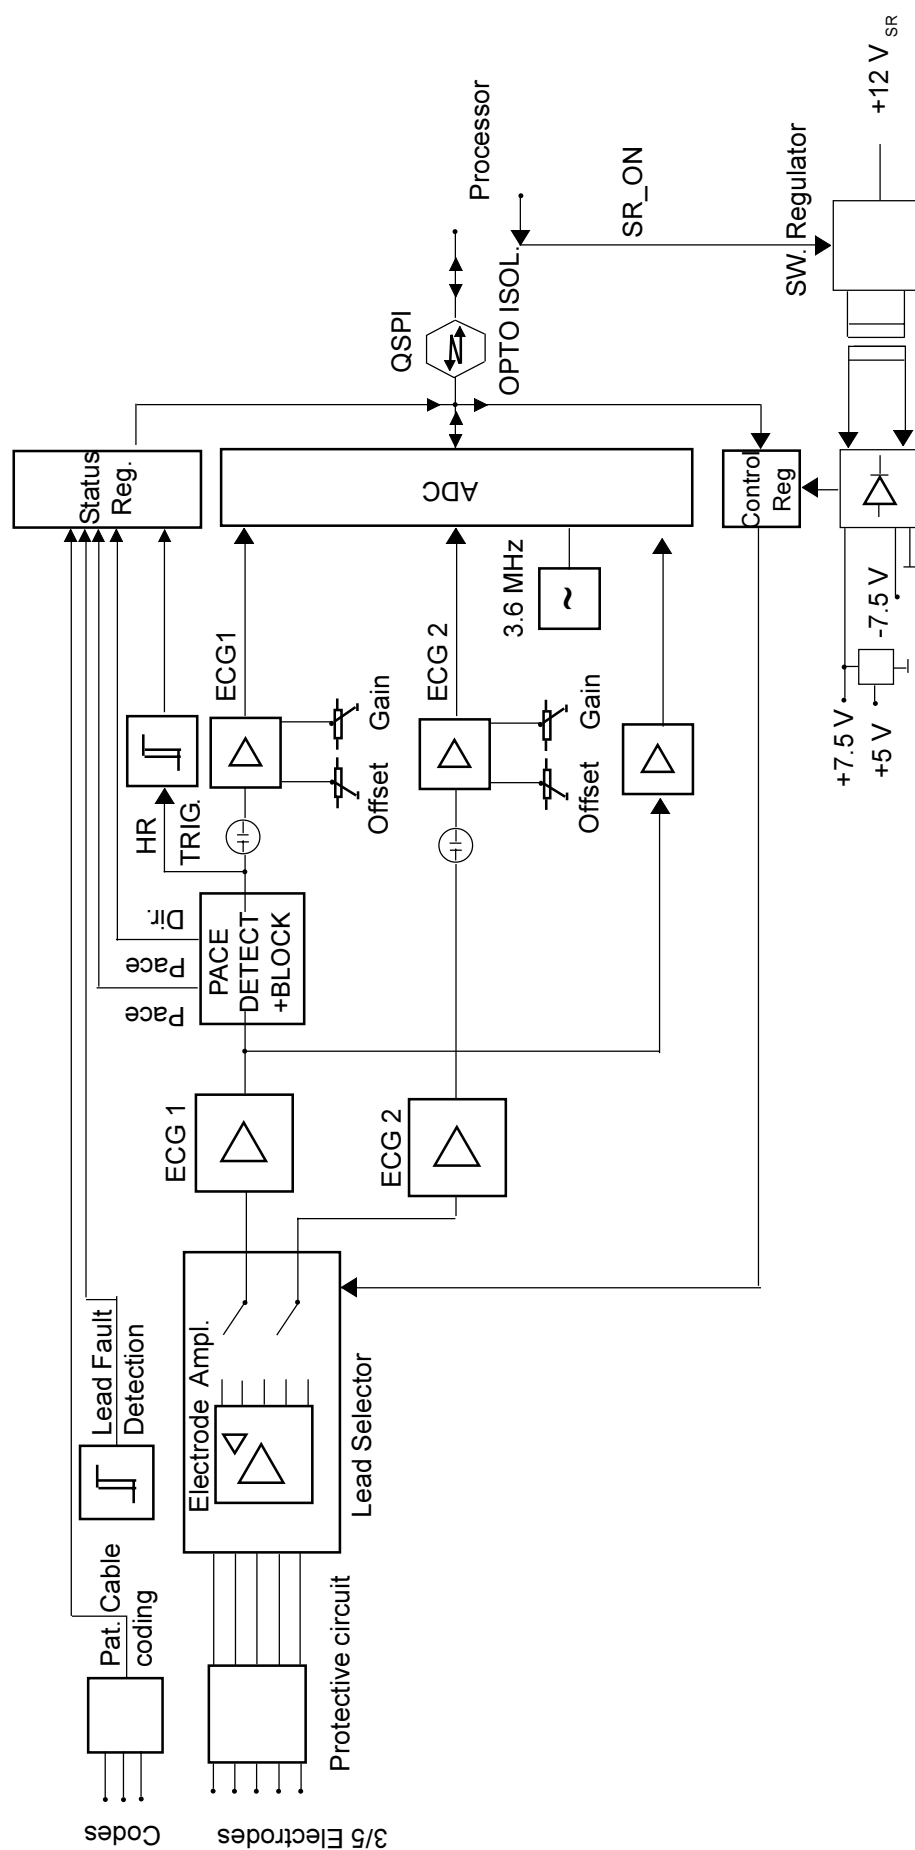 Codes
3/5 Electrodes
Pat. Cable
coding
Protective circuit
Lead Fault
Detection
Electrode Ampl.
Lead Selector
ECG 1
ECG 2
Pace
Pace
Dir.
PACE
DETECT
+BLOCK
HR
TRIG.
Offset
Gain
ECG1
Offset
Gain
ECG 2
3.6 MHz
~
Status
Reg.
ADC
Control
Reg
QSPI
OPTO ISOL.
Processor
SR_ON
SW. Regulator
+12 V SR
+7.5 V
+5 V
-7.5 V